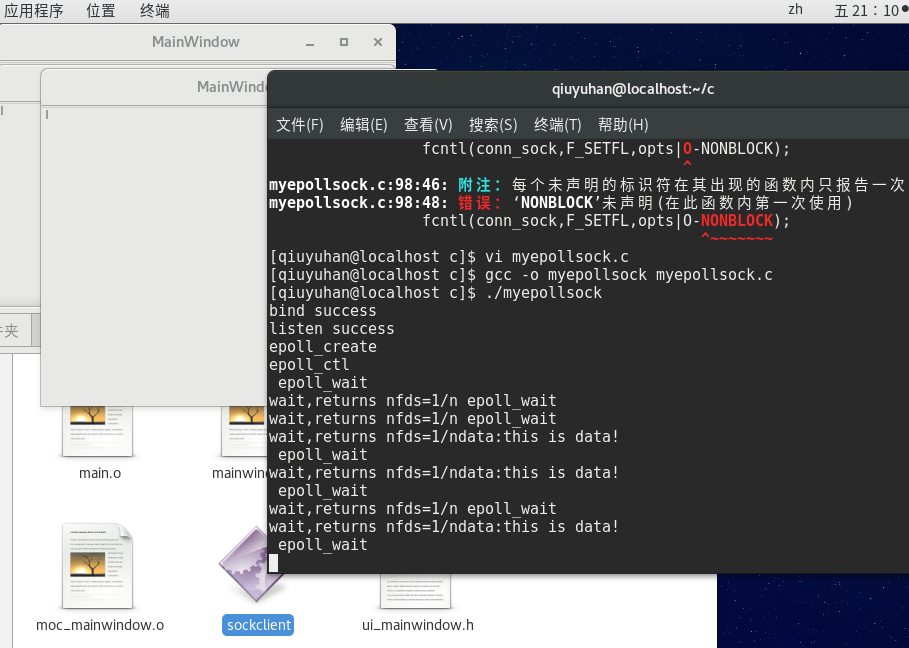 应用程序 位置 终端 zh 五 21：10
MainWindow
MainWindo
qiuyuhan@localhost:~/c
文件(F) 编辑(E) 查看(V) 搜索(S) 终端(T) 帮助(H)
fcntl(conn_sock,F_SETFL,opts|O-NONBLOCK);
^
myepollsock.c:98:46: 附注：每个未声明的标识符在其出现的函数内只报告一次
myepollsock.c:98:48: 错误：‘NONBLOCK’未声明(在此函数内第一次使用)
fcntl(conn_sock,F_SETFL,opts|O-NONBLOCK);
^~~~~~~~
[qiuyuhan@localhost c]$ vi myepollsock.c
[qiuyuhan@localhost c]$ gcc -o myepollsock myepollsock.c
[qiuyuhan@localhost c]$ ./myepollsock
bind success
listen success
epoll_create
epoll_ctl
epoll_wait
wait,returns nfds=1/n epoll_wait
wait,returns nfds=1/n epoll_wait
wait,returns nfds=1/ndata:this is data!
epoll_wait
wait,returns nfds=1/ndata:this is data!
epoll_wait
wait,returns nfds=1/n epoll_wait
wait,returns nfds=1/ndata:this is data!
epoll_wait
夹
main.o
mainwin
moc_mainwindow.o
sockclient
ui_mainwindow.h